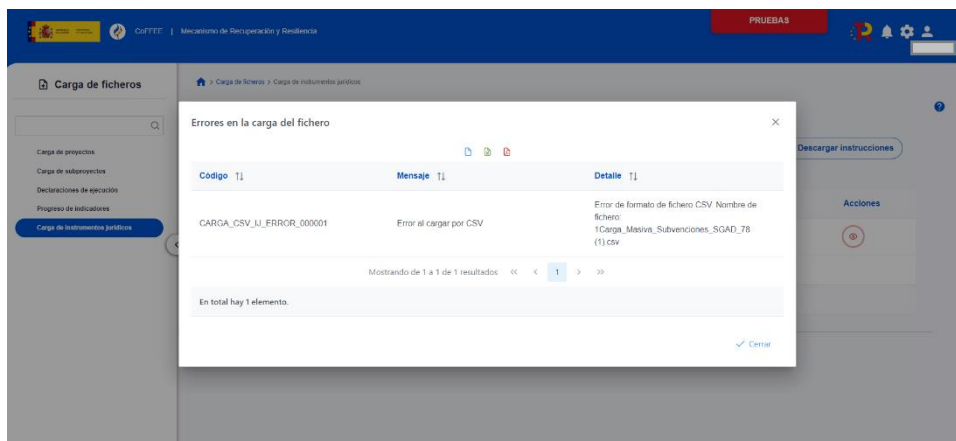 PRUEBAS
CoFFEE | Mecanismo de Recuperación y Resiliencia
Carga de ficheros
> Carga de ficheros > Carga de instrumentos jurídicos
Carga de proyectos
Carga de subproyectos
Declaraciones de ejecución
Progreso de indicadores
Carga de instrumentos jurídicos
Descargar instrucciones
Acciones
Errores en la carga del fichero
Código
Mensaje
Detalle
CARGA_CSV_IJ_ERROR_000001
Error al cargar por CSV
Error de formato de fichero CSV. Nombre de
fichero:
1Carga_Masiva_Subvenciones_SGAD_78
(1).csv
Mostrando de 1 a 1 de 1 resultados << < 1 > >>
En total hay 1 elemento.
Cerrar